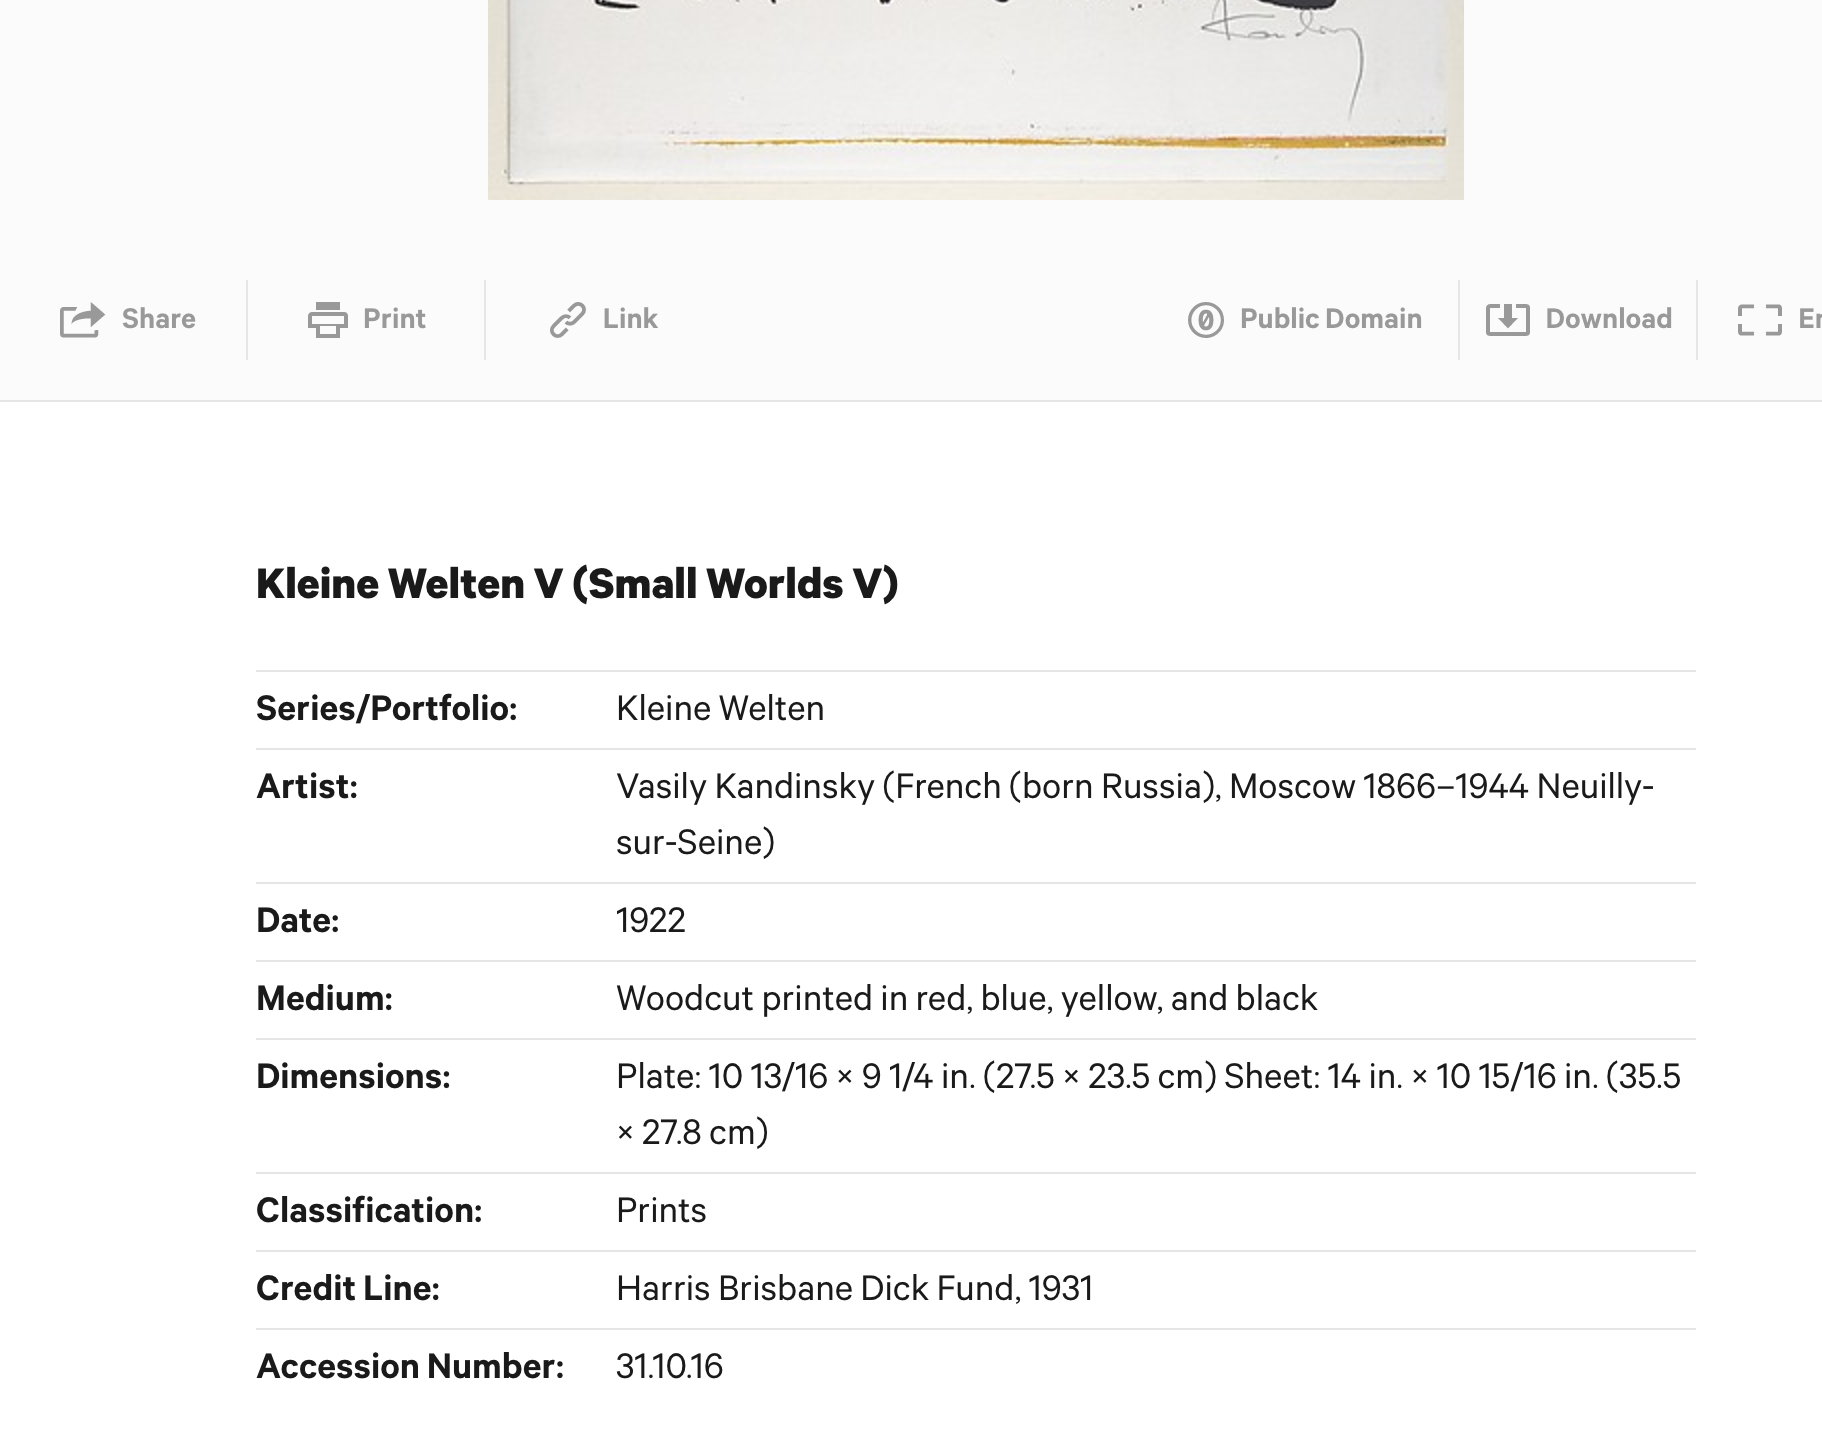 Share Print Link Public Domain Download
Kleine Welten V (Small Worlds V)
Series/Portfolio: Kleine Welten
Artist: Vasily Kandinsky (French (born Russia), Moscow 1866–1944 Neuilly-
sur-Seine)
Date: 1922
Medium: Woodcut printed in red, blue, yellow, and black
Dimensions: Plate: 10 13/16 × 9 1/4 in. (27.5 × 23.5 cm) Sheet: 14 in. × 10 15/16 in. (35.5
× 27.8 cm)
Classification: Prints
Credit Line: Harris Brisbane Dick Fund, 1931
Accession Number: 31.10.16